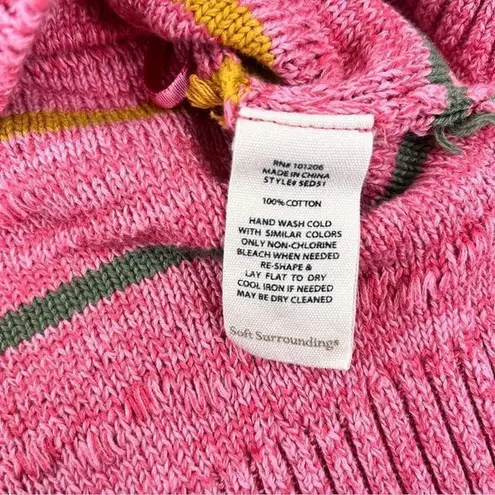 RN# 101206
MADE IN CHINA
STYLE# SED51
100% COTTON
HAND WASH COLD
WITH SIMILAR COLORS
ONLY NON-CHLORINE
BLEACH WHEN NEEDED
RE-SHAPE &
LAY FLAT TO DRY
COOL IRON IF NEEDED
MAY BE DRY CLEANED
Soft Surroundings